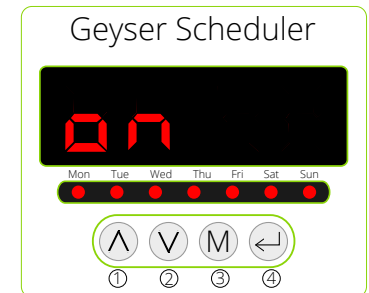 Geyser Scheduler
on
Mon Tue Wed Thu Fri Sat Sun
Λ V M ↵
① ② ③ ④